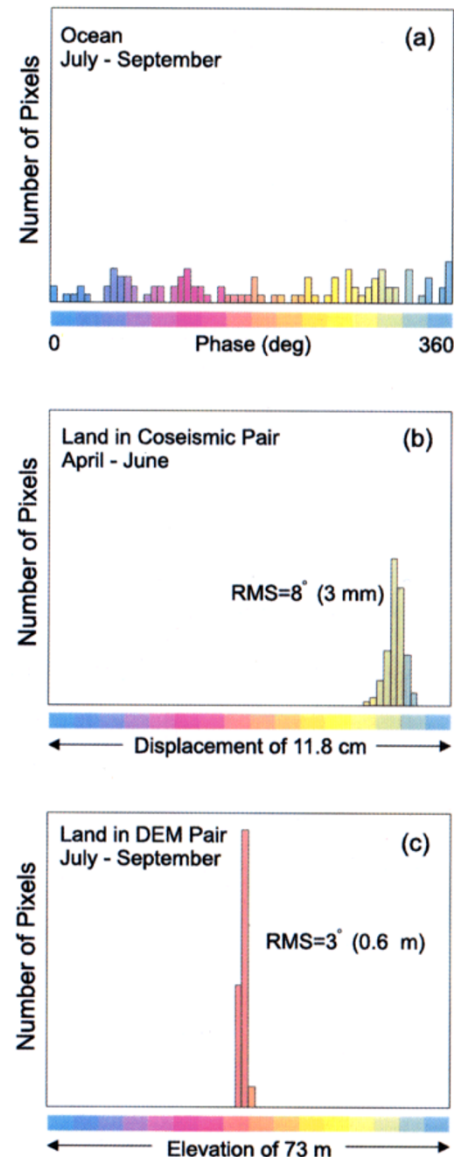 Ocean
July - September
(a)
Number of Pixels
0
Phase (deg)
360
Land in Coseismic Pair
April - June
(b)
Number of Pixels
RMS=8° (3 mm)
Displacement of 11.8 cm
Land in DEM Pair
July - September
(c)
Number of Pixels
RMS=3° (0.6 m)
Elevation of 73 m